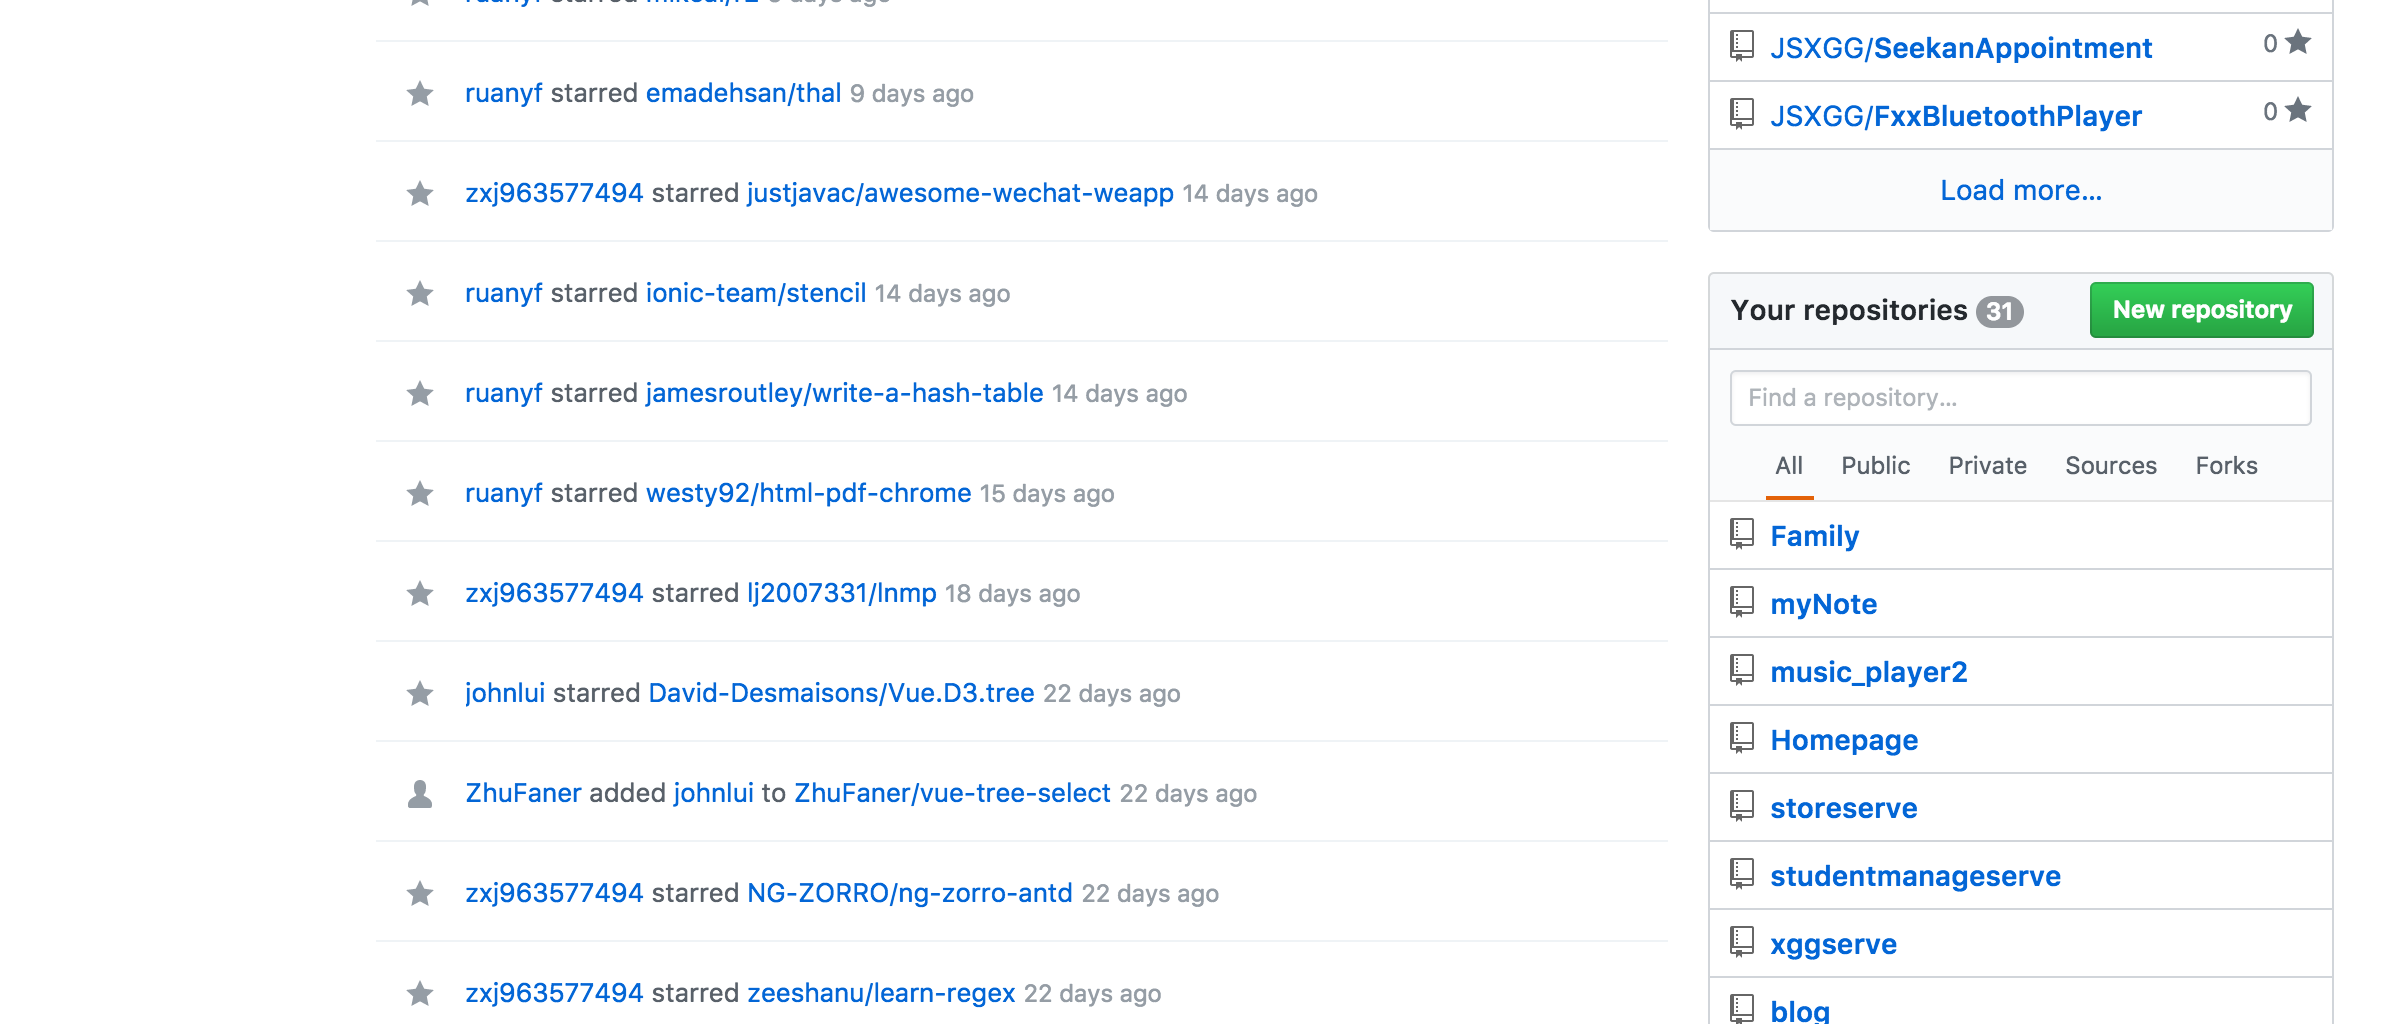 ruanyf starred emadehsan/thal 9 days ago
zxj963577494 starred justjavac/awesome-wechat-weapp 14 days ago
ruanyf starred ionic-team/stencil 14 days ago
ruanyf starred jamesroutley/write-a-hash-table 14 days ago
ruanyf starred westy92/html-pdf-chrome 15 days ago
zxj963577494 starred lj2007331/lnmp 18 days ago
johnlui starred David-Desmaisons/Vue.D3.tree 22 days ago
ZhuFaner added johnlui to ZhuFaner/vue-tree-select 22 days ago
zxj963577494 starred NG-ZORRO/ng-zorro-antd 22 days ago
zxj963577494 starred zeeshanu/learn-regex 22 days ago
JSXGG/SeekanAppointment 0
JSXGG/FxxBluetoothPlayer 0
Load more...
Your repositories 31 New repository
Find a repository...
All Public Private Sources Forks
Family
myNote
music_player2
Homepage
storeserve
studentmanageserve
xggserve
blog